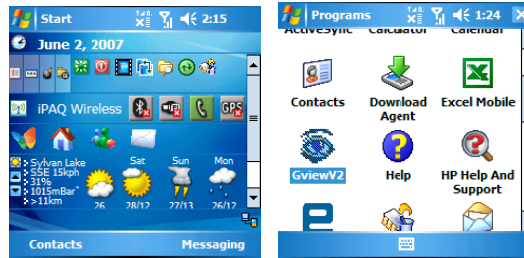 Start 2:15
June 2, 2007
iPAQ Wireless GPS
Sylvan Lake
SSE 15kph
31%
1015mBar^
>11km
Sat Sun Mon
26 28/12 27/13 26/12
Contacts Messaging
Programs 1:24
ActiveSync Calculator Calendar
Contacts Download Agent Excel Mobile
GviewV2 Help HP Help And Support